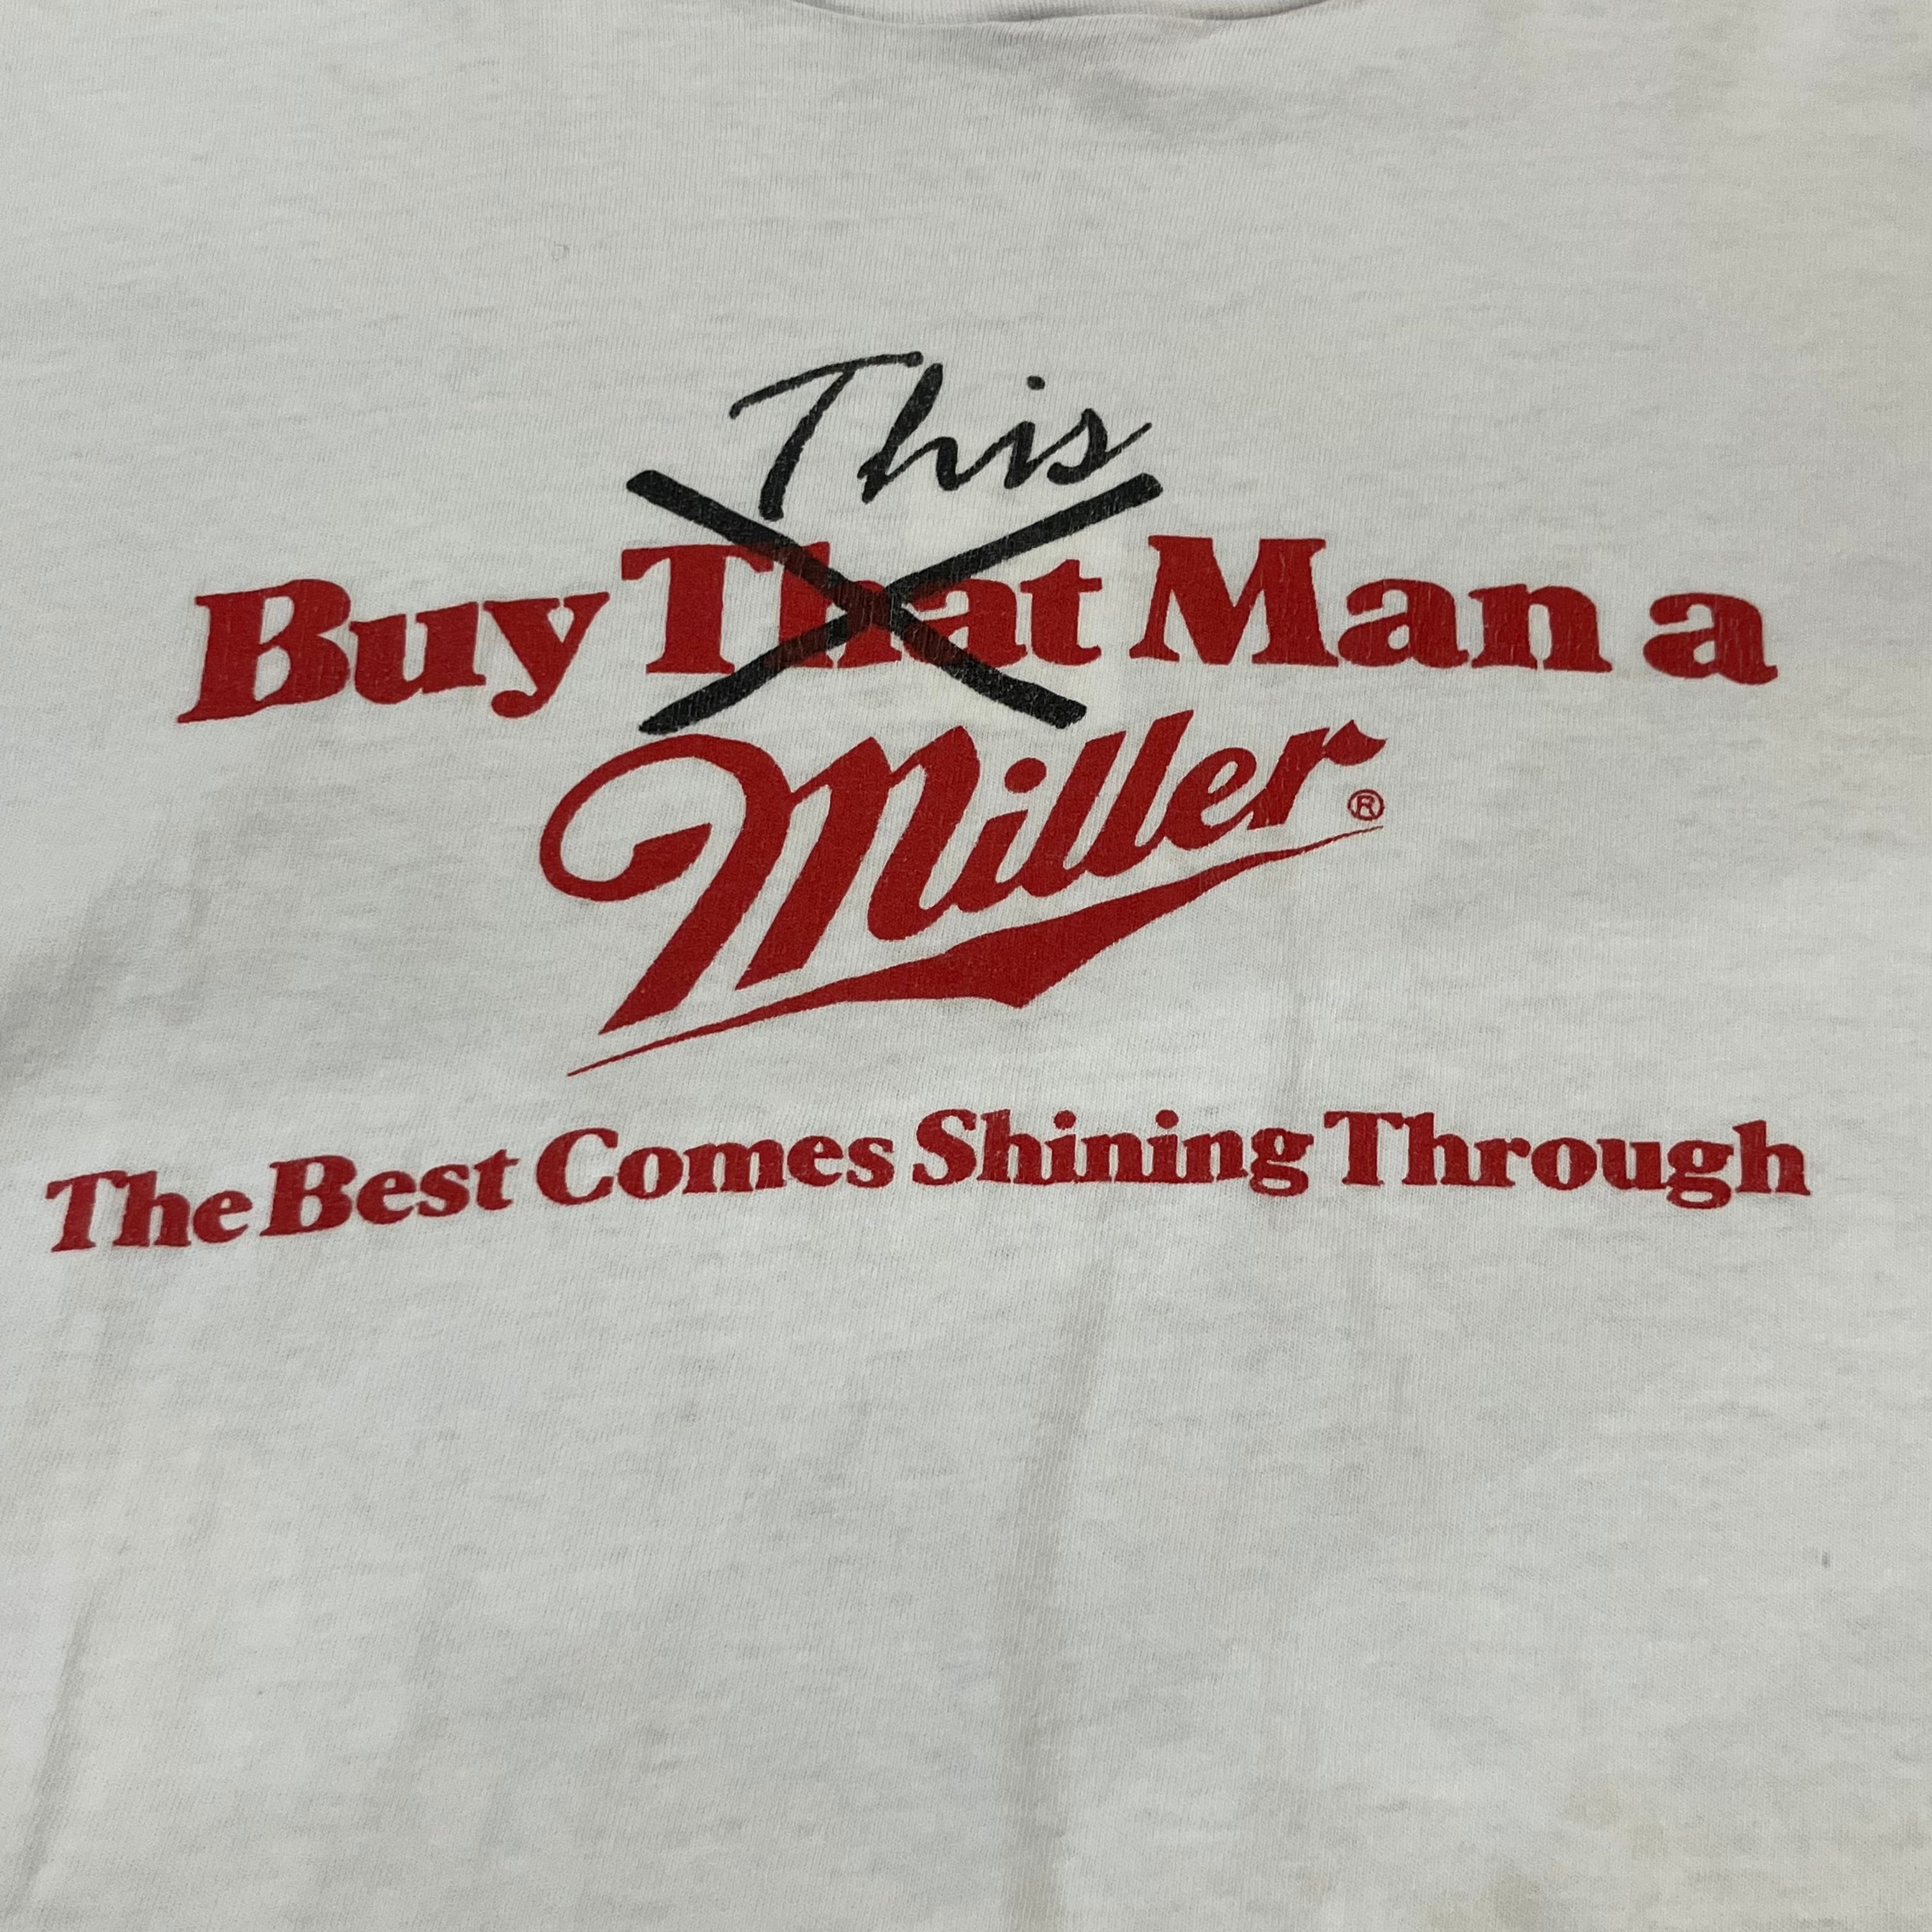 This
Buy That Man a
Miller®
The Best Comes Shining Through